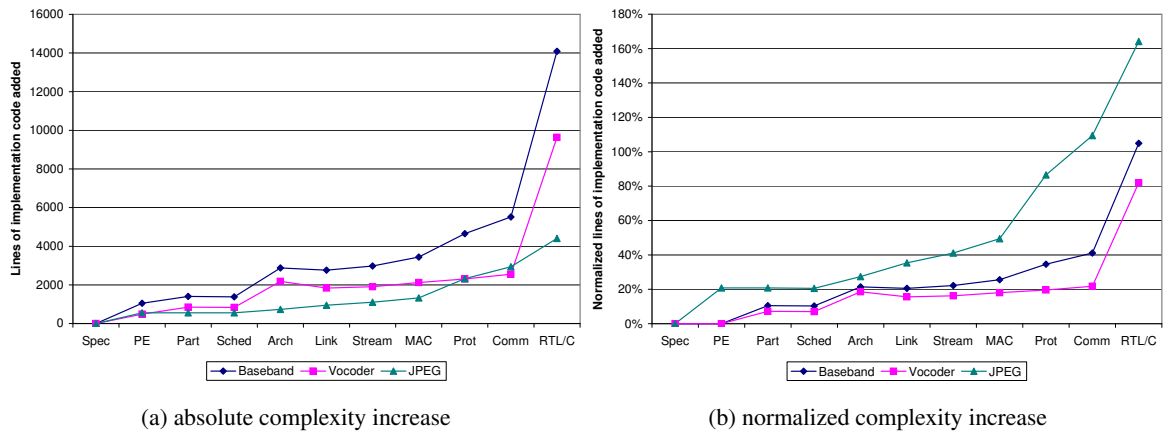 Lines of implementation code added
16000
14000
12000
10000
8000
6000
4000
2000
0
Spec PE Part Sched Arch Link Stream MAC Prot Comm RTL/C
Baseband Vocoder JPEG
(a) absolute complexity increase
Normalized lines of implementation code added
180%
160%
140%
120%
100%
80%
60%
40%
20%
0%
Spec PE Part Sched Arch Link Stream MAC Prot Comm RTL/C
Baseband Vocoder JPEG
(b) normalized complexity increase